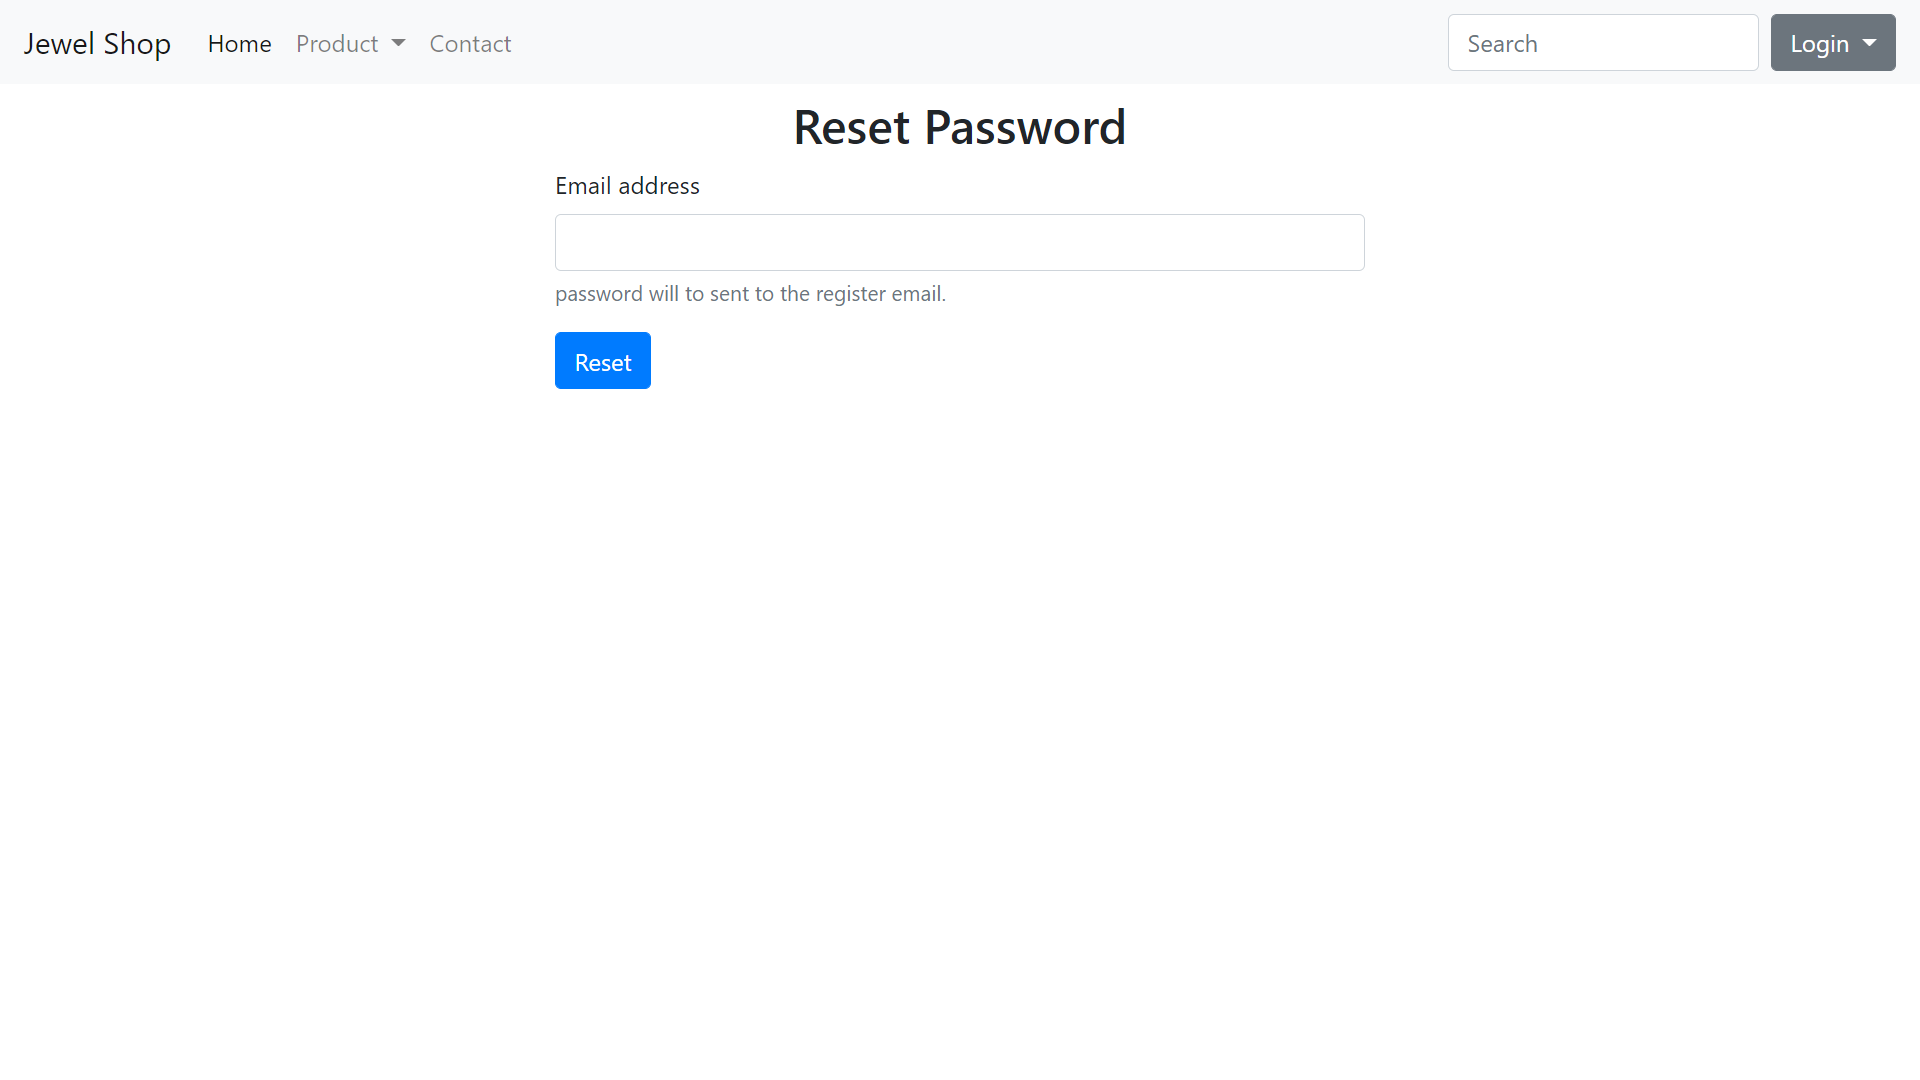 Jewel Shop Home Product Contact Search Login
Reset Password
Email address
password will to sent to the register email.
Reset